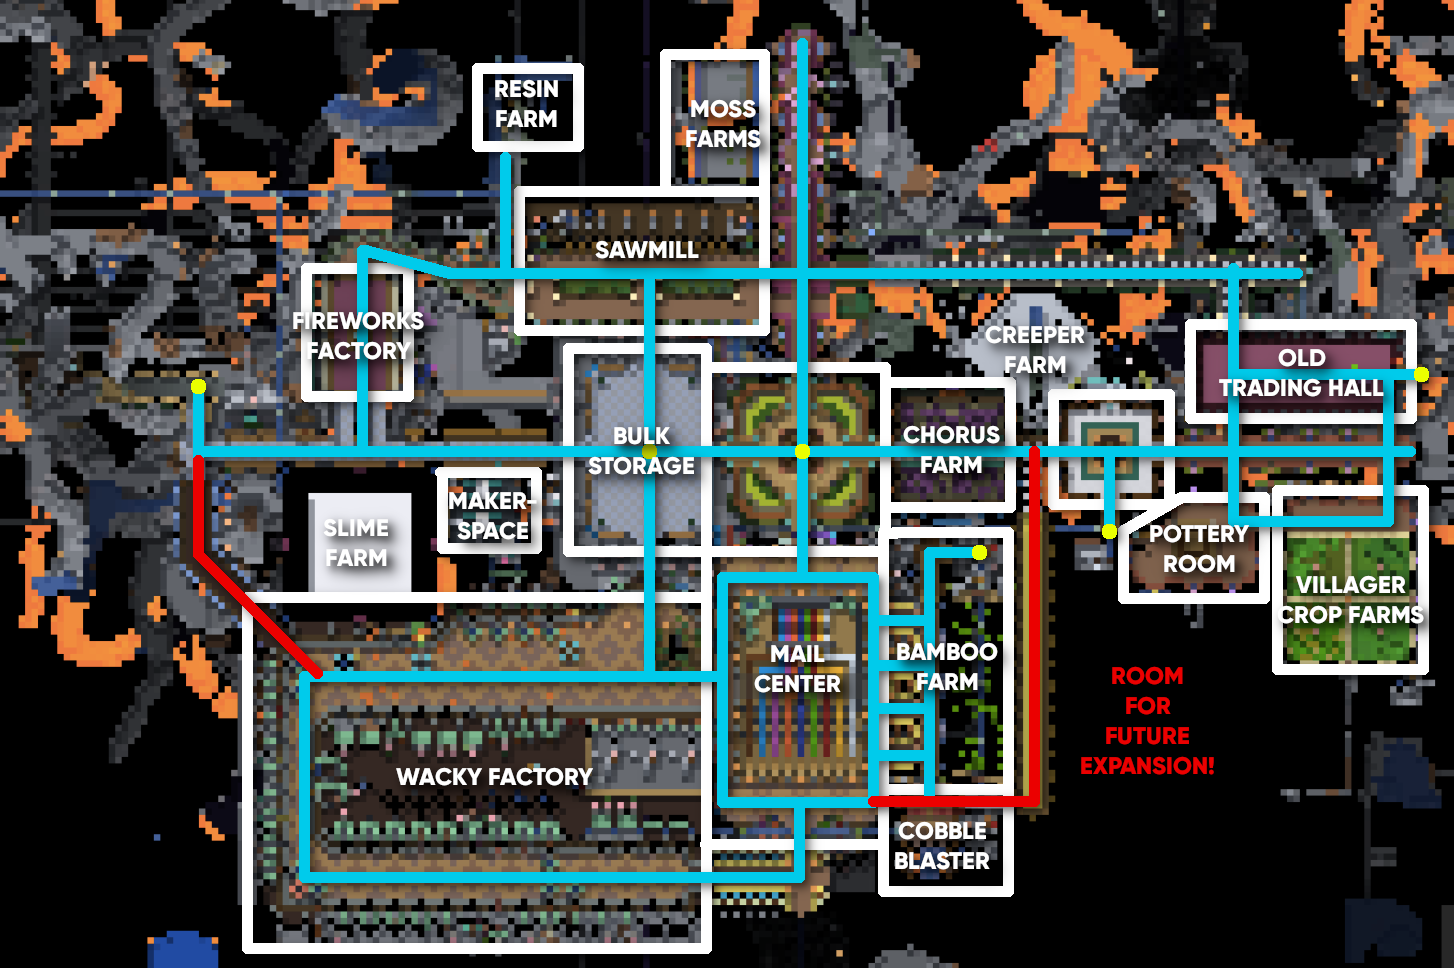 RESIN
FARM
MOSS
FARMS
SAWMILL
FIREWORKS
FACTORY
CREEPER
FARM
OLD
TRADING HALL
BULK
STORAGE
CHORUS
FARM
MAKER-
SPACE
SLIME
FARM
POTTERY
ROOM
VILLAGER
CROP FARMS
MAIL
CENTER
BAMBOO
FARM
ROOM
FOR
FUTURE
EXPANSION!
WACKY FACTORY
COBBLE
BLASTER